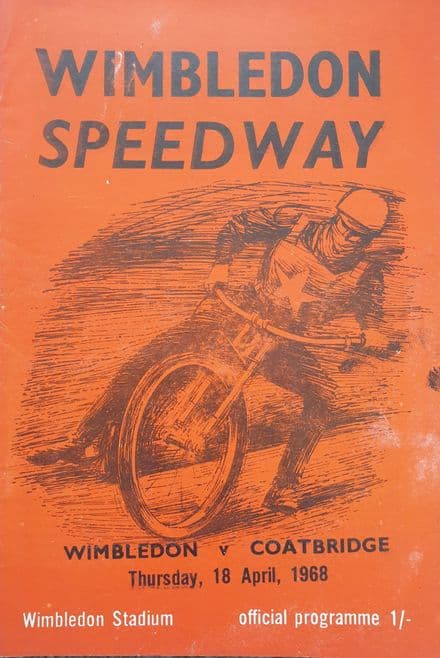 WIMBLEDON
SPEEDWAY
WIMBLEDON v COATBRIDGE
Thursday, 18 April, 1968
Wimbledon Stadium official programme 1/-